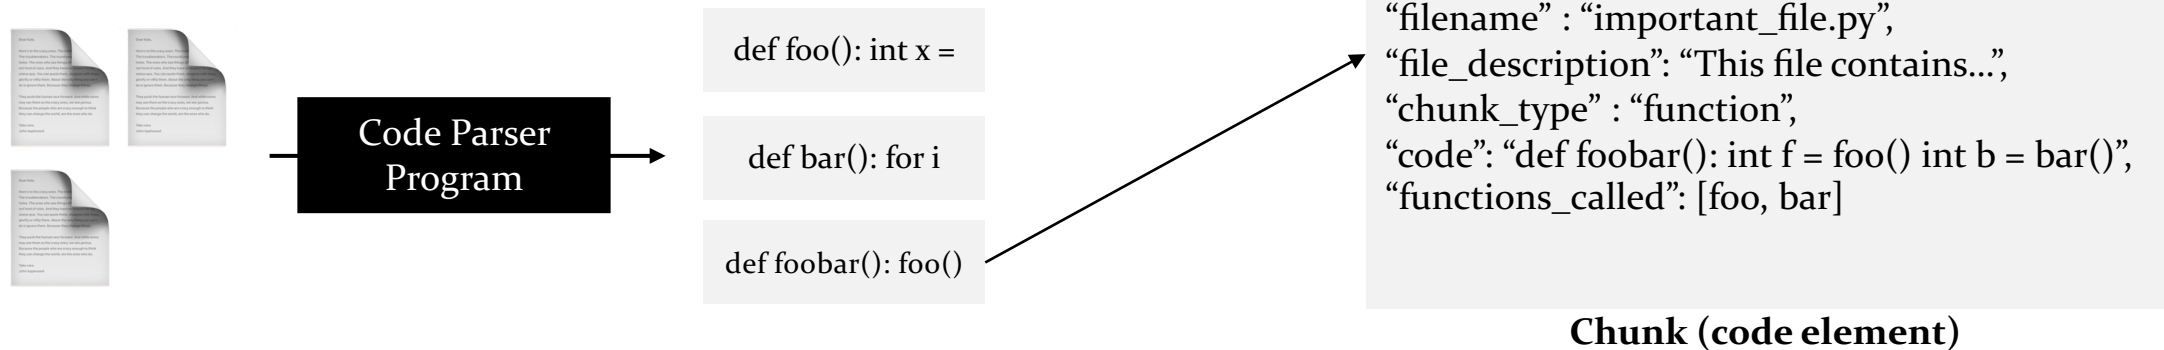 Code Parser
Program
def foo(): int x =
def bar(): for i
def foobar(): foo()
“filename” : “important_file.py”,
“file_description”: “This file contains...”,
“chunk_type” : “function”,
“code”: “def foobar(): int f = foo() int b = bar()”,
“functions_called”: [foo, bar]
Chunk (code element)